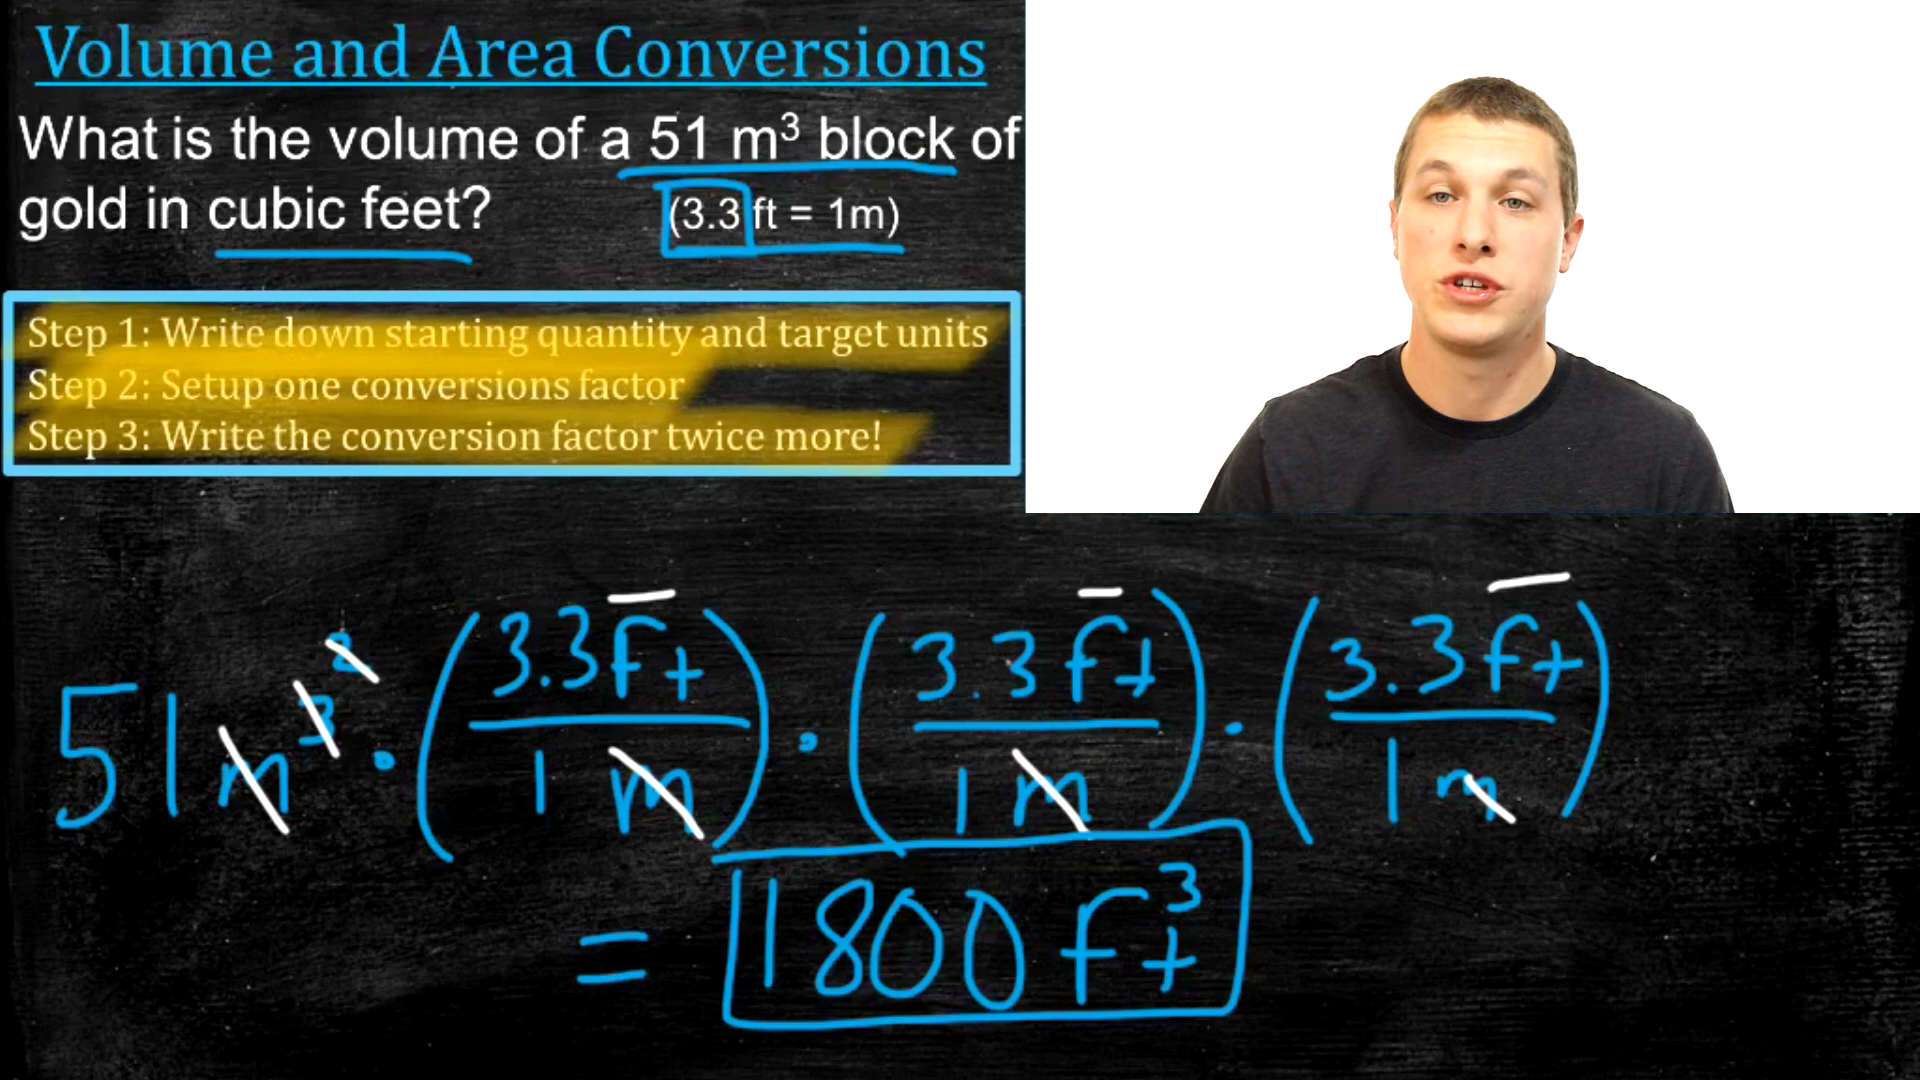 Volume and Area Conversions
What is the volume of a 51 m³ block of
gold in cubic feet? (3.3 ft = 1m)
Step 1: Write down starting quantity and target units
Step 2: Setup one conversions factor
Step 3: Write the conversion factor twice more!
51 m³ ² · (3.3 ft / 1 m) · (3.3 ft / 1 m) · (3.3 ft / 1 m)
= 1800 ft³